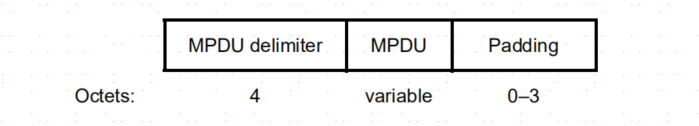 MPDU delimiter MPDU Padding
Octets: 4 variable 0–3